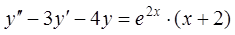 y″ − 3y′ − 4y = e^{2x} · (x + 2)